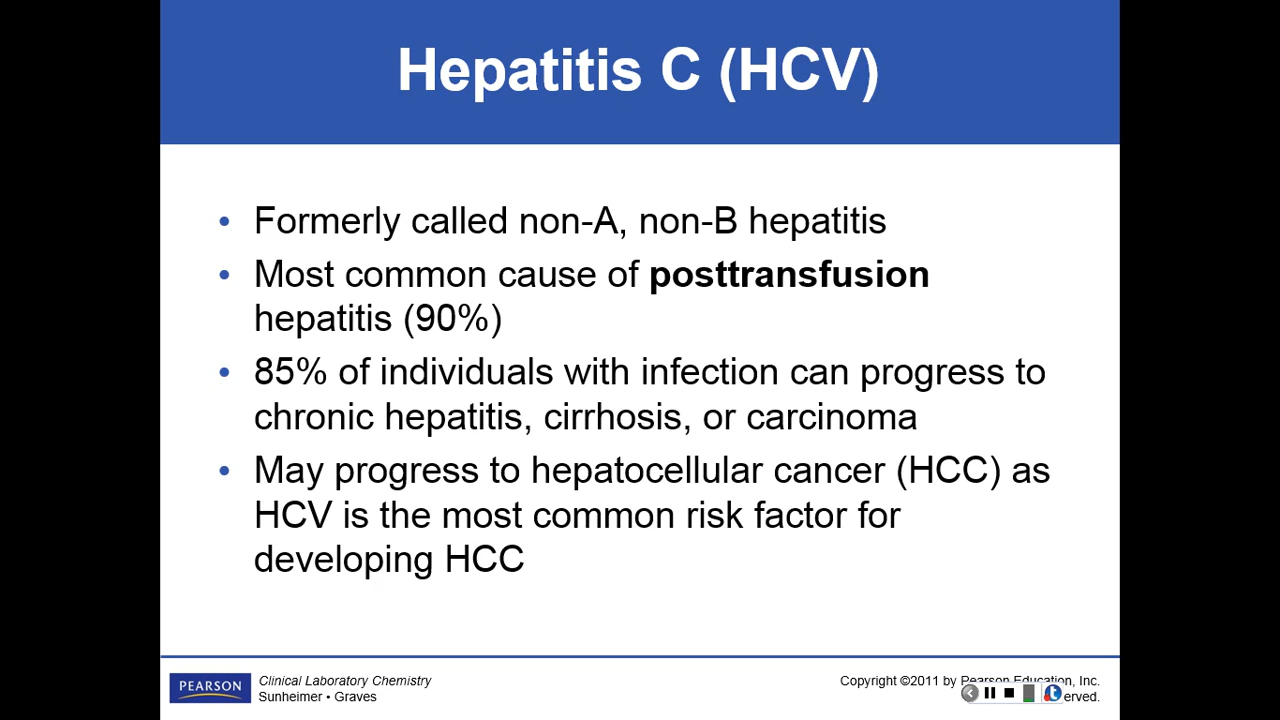 Hepatitis C (HCV)
• Formerly called non-A, non-B hepatitis
• Most common cause of posttransfusion
hepatitis (90%)
• 85% of individuals with infection can progress to
chronic hepatitis, cirrhosis, or carcinoma
• May progress to hepatocellular cancer (HCC) as
HCV is the most common risk factor for
developing HCC
PEARSON
Clinical Laboratory Chemistry
Sunheimer • Graves
Copyright ©2011 by Pearson Education, Inc.
erved.